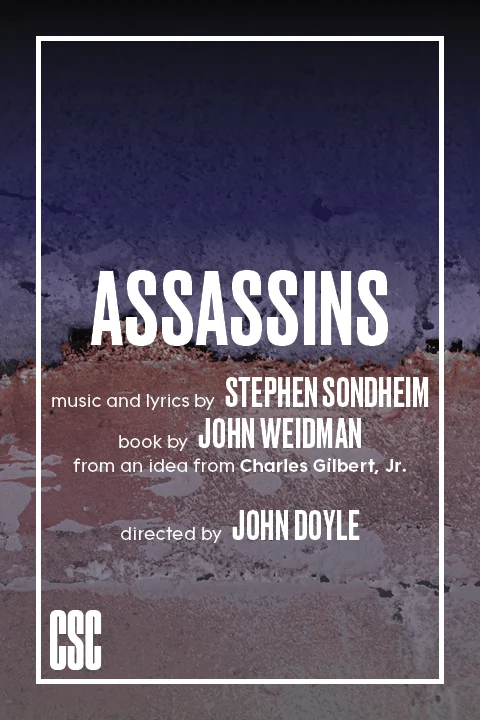 ASSASSINS
music and lyrics by STEPHEN SONDHEIM
book by JOHN WEIDMAN
from an idea from Charles Gilbert, Jr.
directed by JOHN DOYLE
CSC